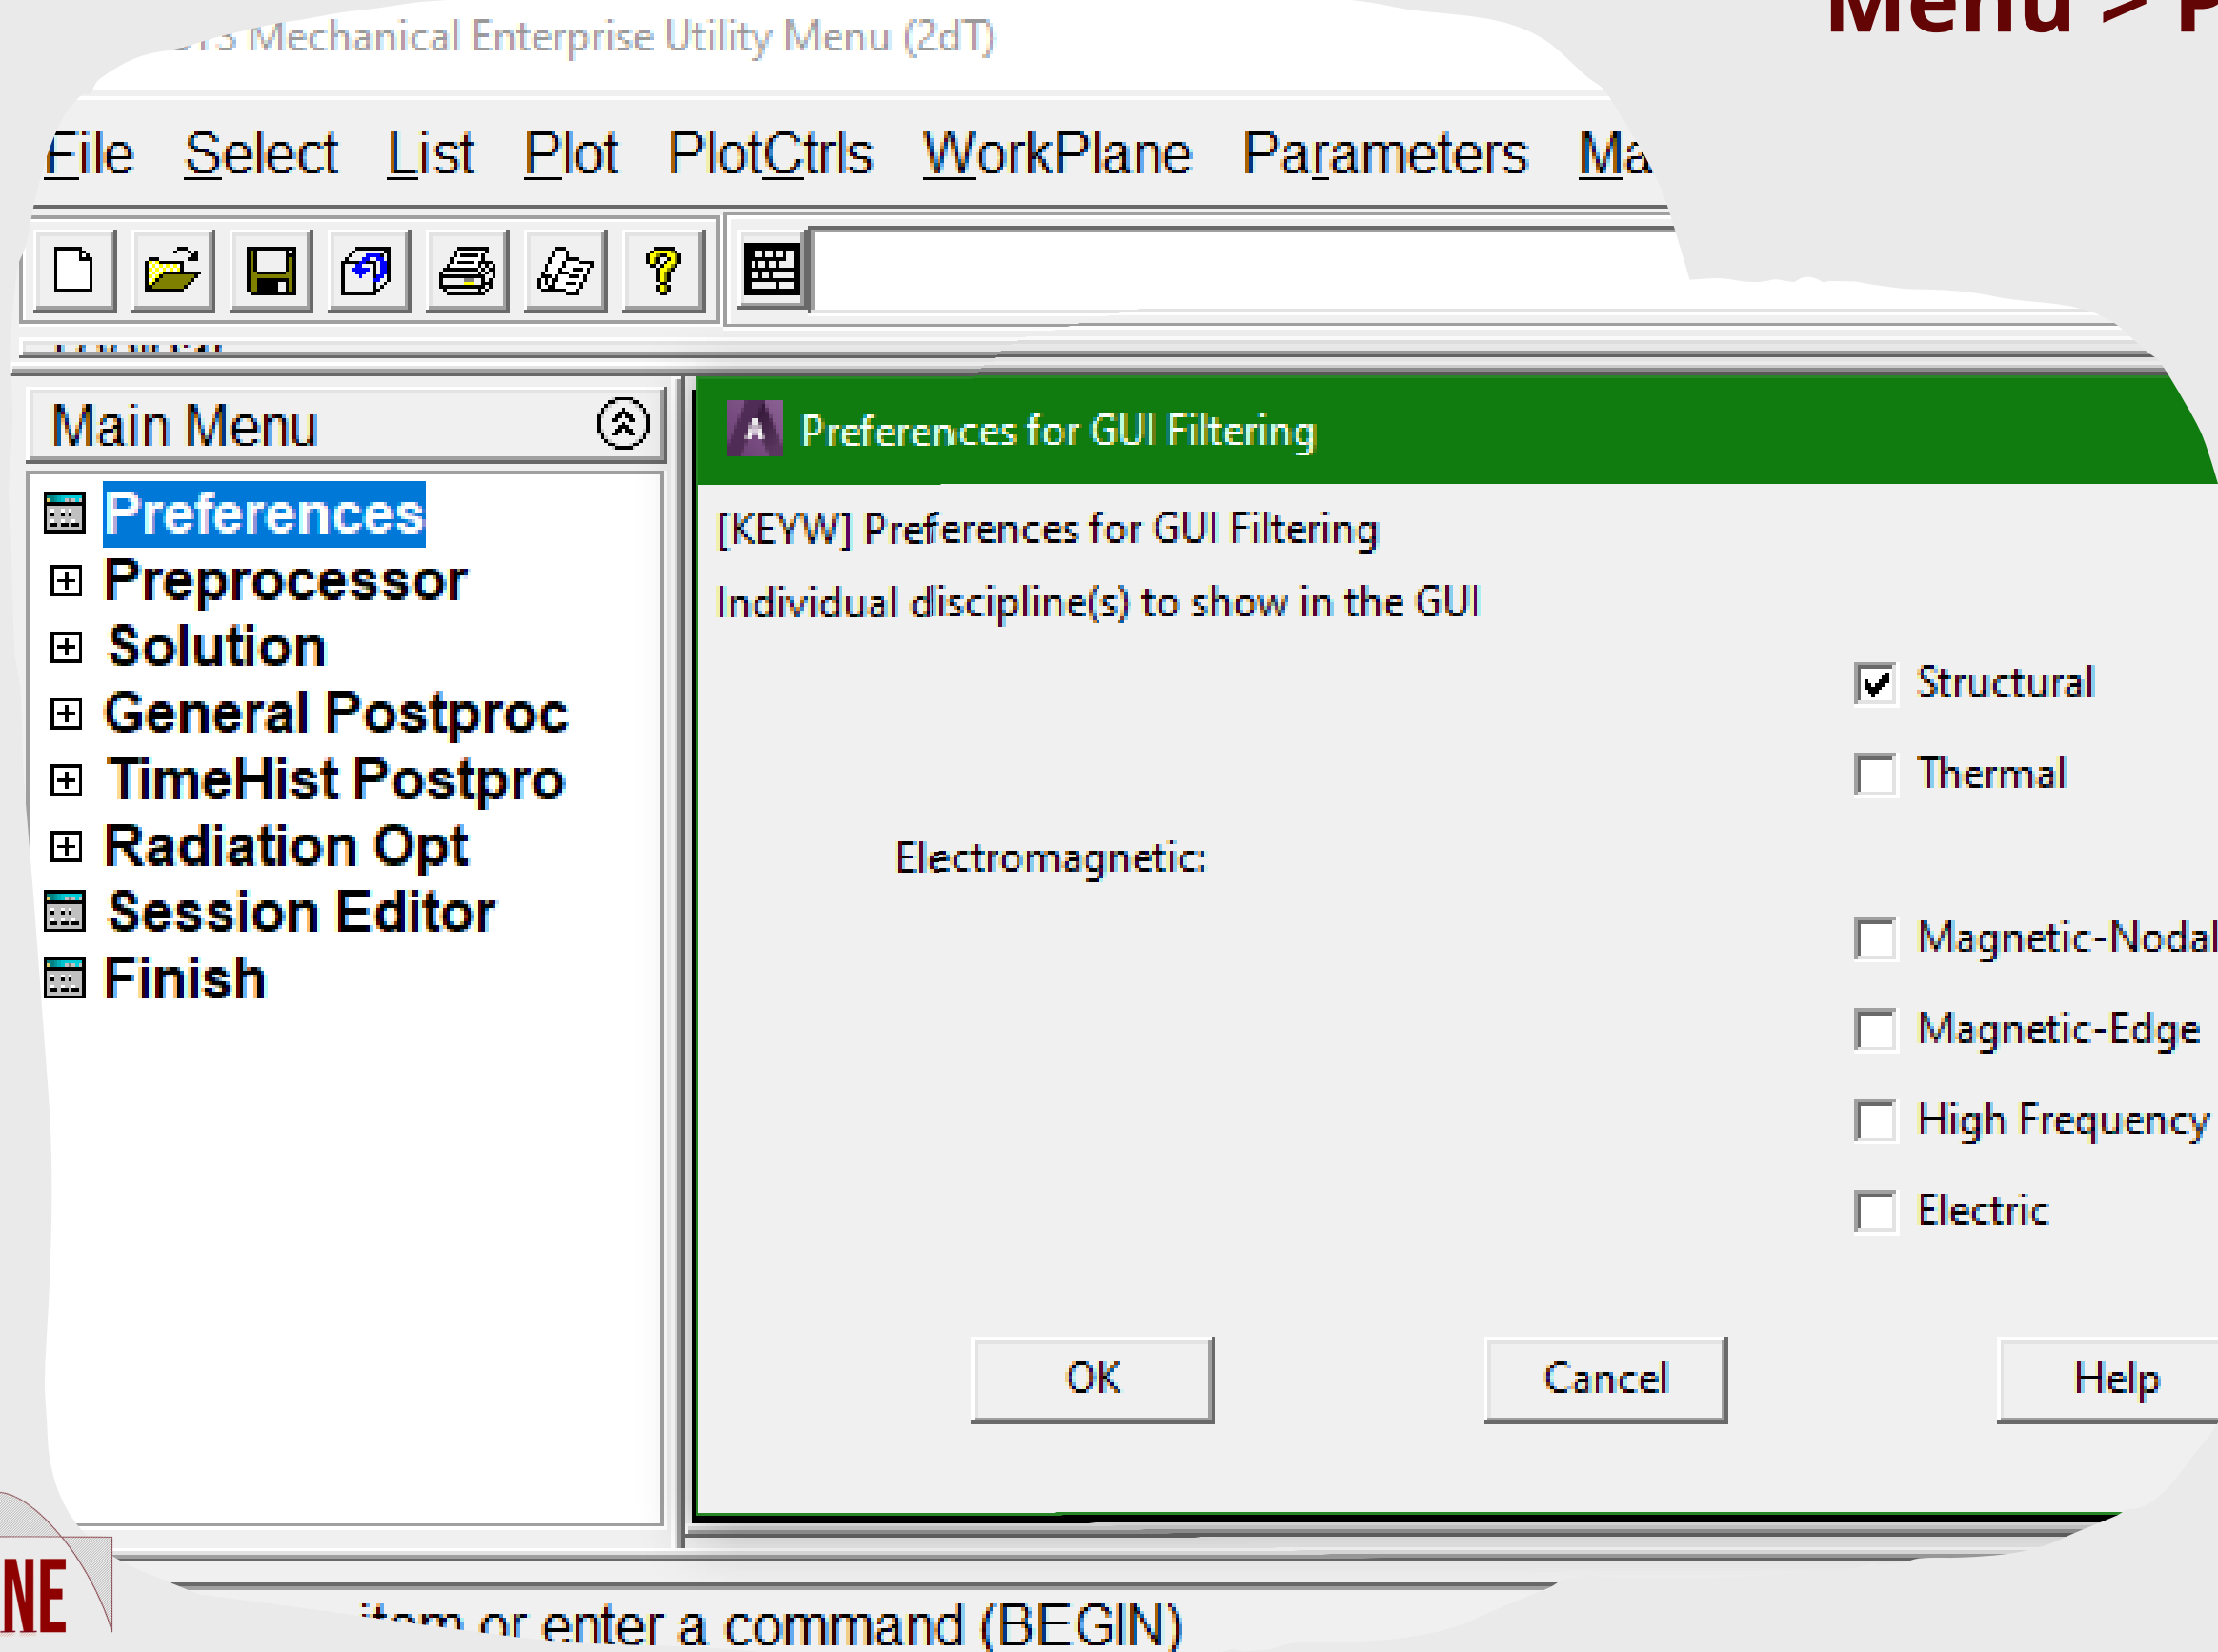 Menu > P
Mechanical Enterprise Utility Menu (2dT)
File Select List Plot PlotCtrls WorkPlane Parameters Ma
Main Menu
Preferences
Preprocessor
Solution
General Postproc
TimeHist Postpro
Radiation Opt
Session Editor
Finish
A Preferences for GUI Filtering
[KEYW] Preferences for GUI Filtering
Individual discipline(s) to show in the GUI
Structural
Thermal
Electromagnetic:
Magnetic-Nodal
Magnetic-Edge
High Frequency
Electric
OK Cancel Help
NE
or enter a command (BEGIN)